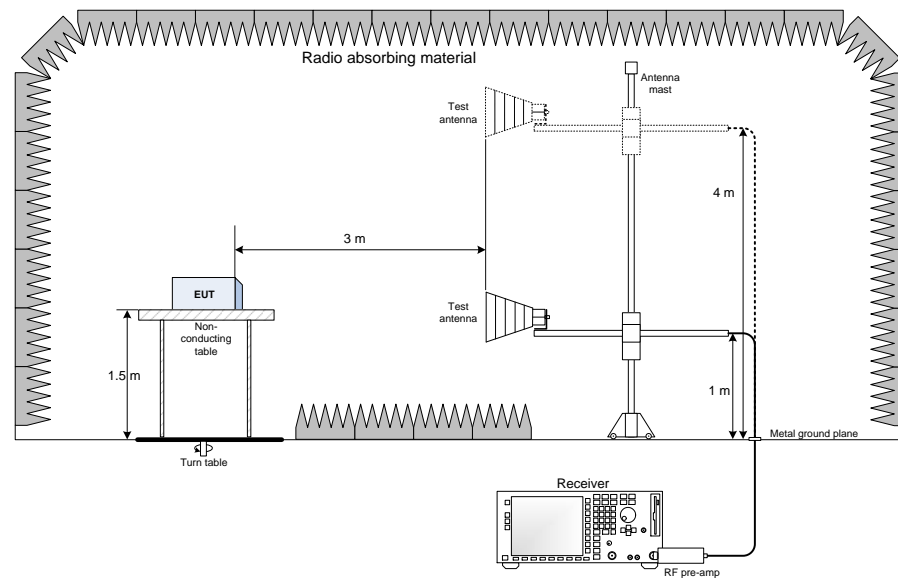 Radio absorbing material
Test
antenna
Antenna
mast
4 m
3 m
EUT
Test
antenna
Non-
conducting
table
1.5 m
1 m
Turn table
Metal ground plane
Receiver
RF pre-amp